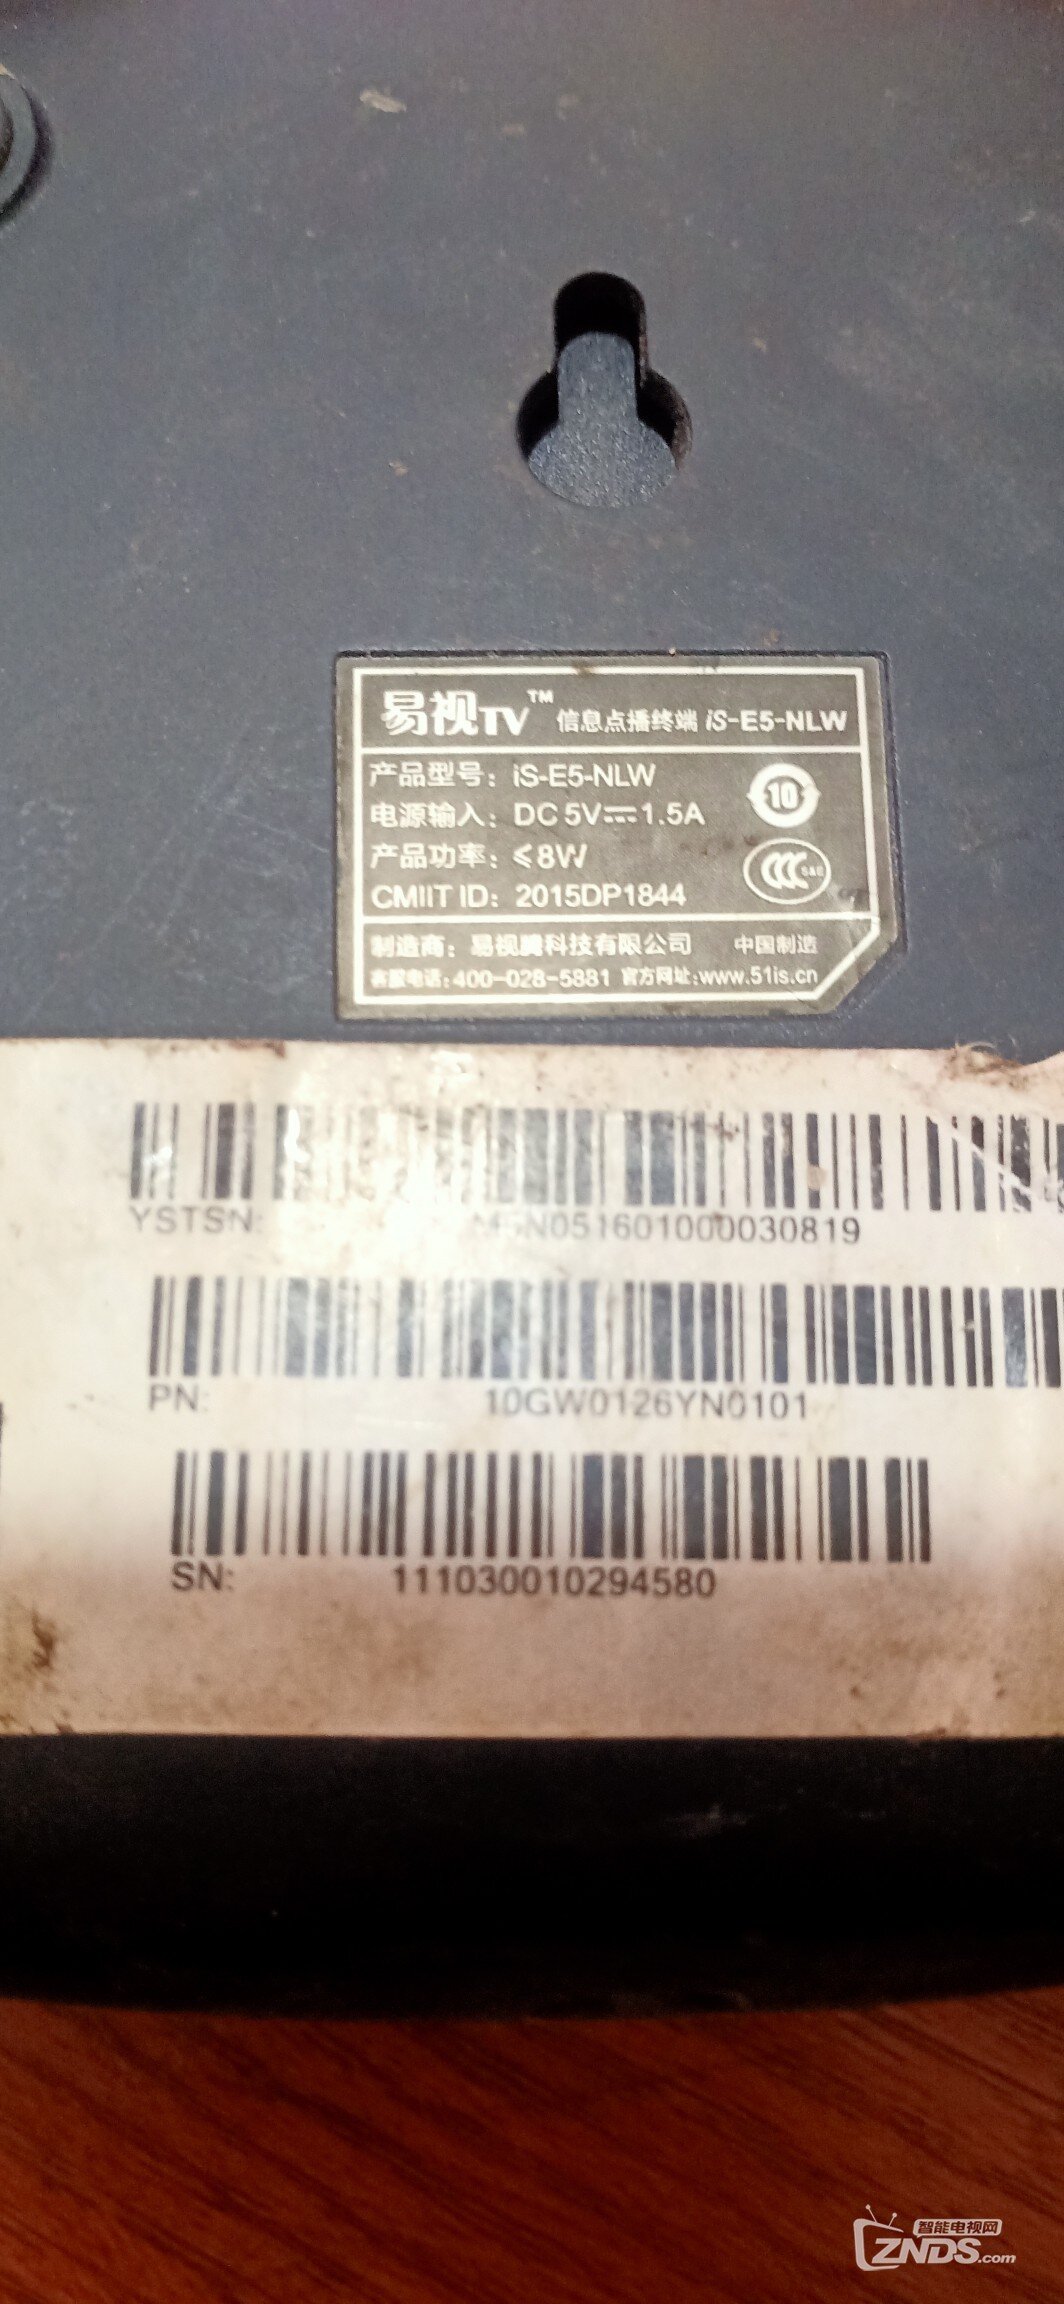 易视TV™ 信息点播终端 iS-E5-NLW
产品型号: iS-E5-NLW
电源输入: DC 5V⎓1.5A
10
产品功率: ≤8W
CCC S&E
CMIIT ID: 2015DP1844
制造商: 易视腾科技有限公司 中国制造
客服电话:400-028-5881 官方网址:www.51is.cn
YSTSN:
PN: 10GW0126YN0101
SN: 111030010294580
智能电视网
ZNDS.com